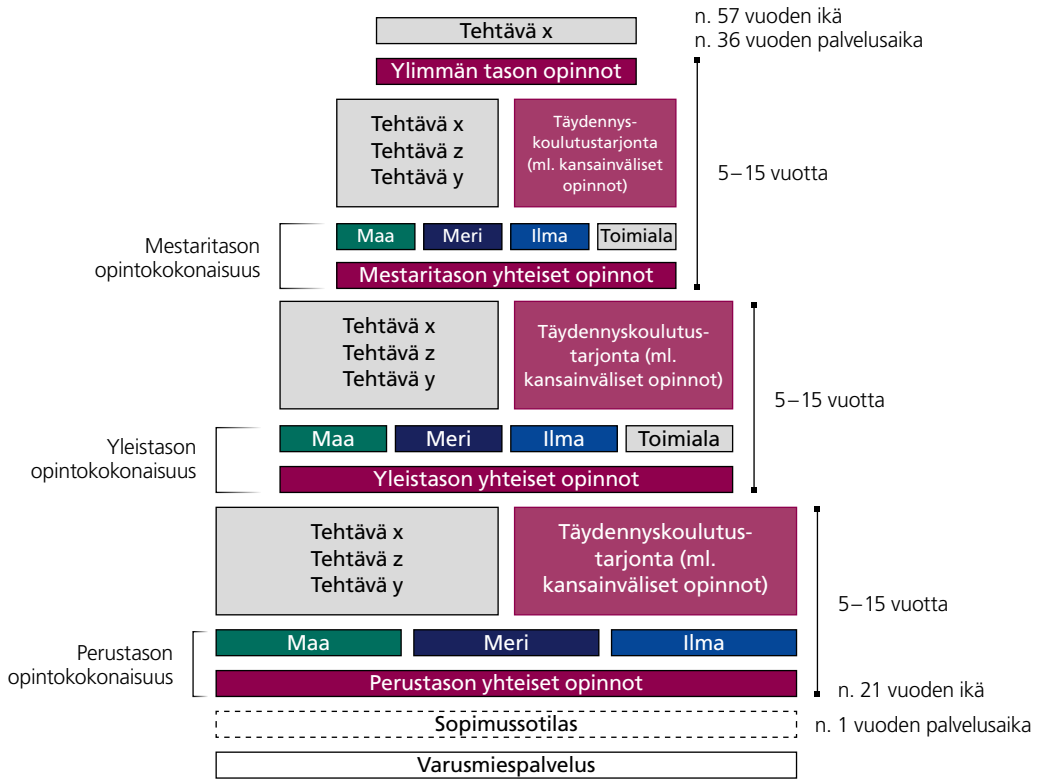 Tehtävä x
n. 57 vuoden ikä
n. 36 vuoden palvelusaika
Ylimmän tason opinnot
Tehtävä x
Tehtävä z
Tehtävä y
Täydennys-
koulutustarjonta
(ml. kansainväliset
opinnot)
5–15 vuotta
Mestaritason
opintokokonaisuus
Maa
Meri
Ilma
Toimiala
Mestaritason yhteiset opinnot
Tehtävä x
Tehtävä z
Tehtävä y
Täydennyskoulutus-
tarjonta (ml.
kansainväliset opinnot)
5–15 vuotta
Yleistason
opintokokonaisuus
Maa
Meri
Ilma
Toimiala
Yleistason yhteiset opinnot
Tehtävä x
Tehtävä z
Tehtävä y
Täydennyskoulutus-
tarjonta (ml.
kansainväliset opinnot)
5–15 vuotta
Perustason
opintokokonaisuus
Maa
Meri
Ilma
Perustason yhteiset opinnot
n. 21 vuoden ikä
Sopimussotilas
n. 1 vuoden palvelusaika
Varusmiespalvelus